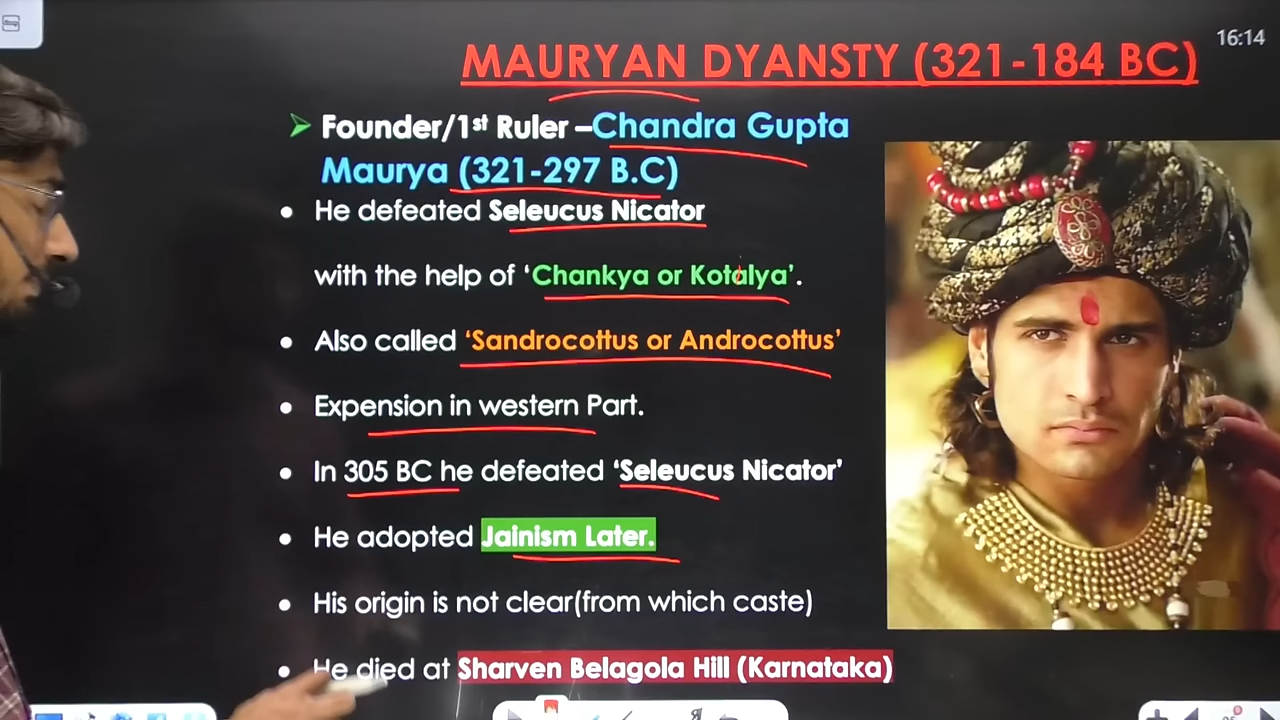 16:14
MAURYAN DYANSTY (321-184 BC)
➤ Founder/1st Ruler –Chandra Gupta
Maurya (321-297 B.C)
• He defeated Seleucus Nicator
with the help of ‘Chankya or Kotalya’.
• Also called ‘Sandrocottus or Androcottus’
• Expension in western Part.
• In 305 BC he defeated ‘Seleucus Nicator’
• He adopted Jainism Later.
• His origin is not clear(from which caste)
• He died at Sharven Belagola Hill (Karnataka)